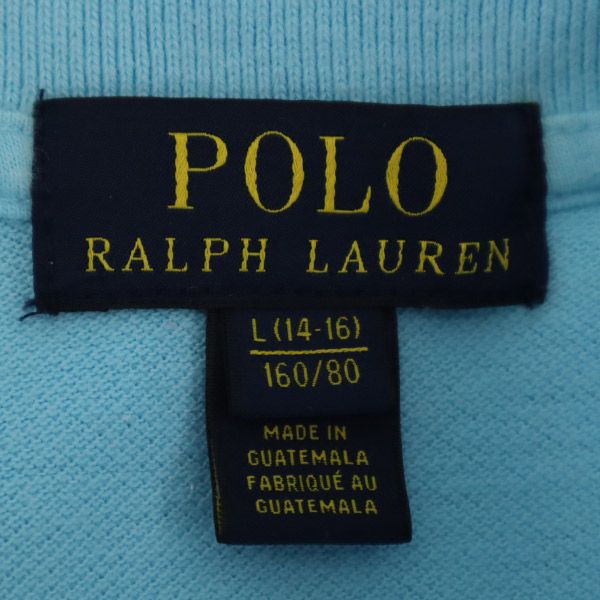 POLO
RALPH LAUREN
L (14-16)
160/80
MADE IN
GUATEMALA
FABRIQUÉ AU
GUATEMALA